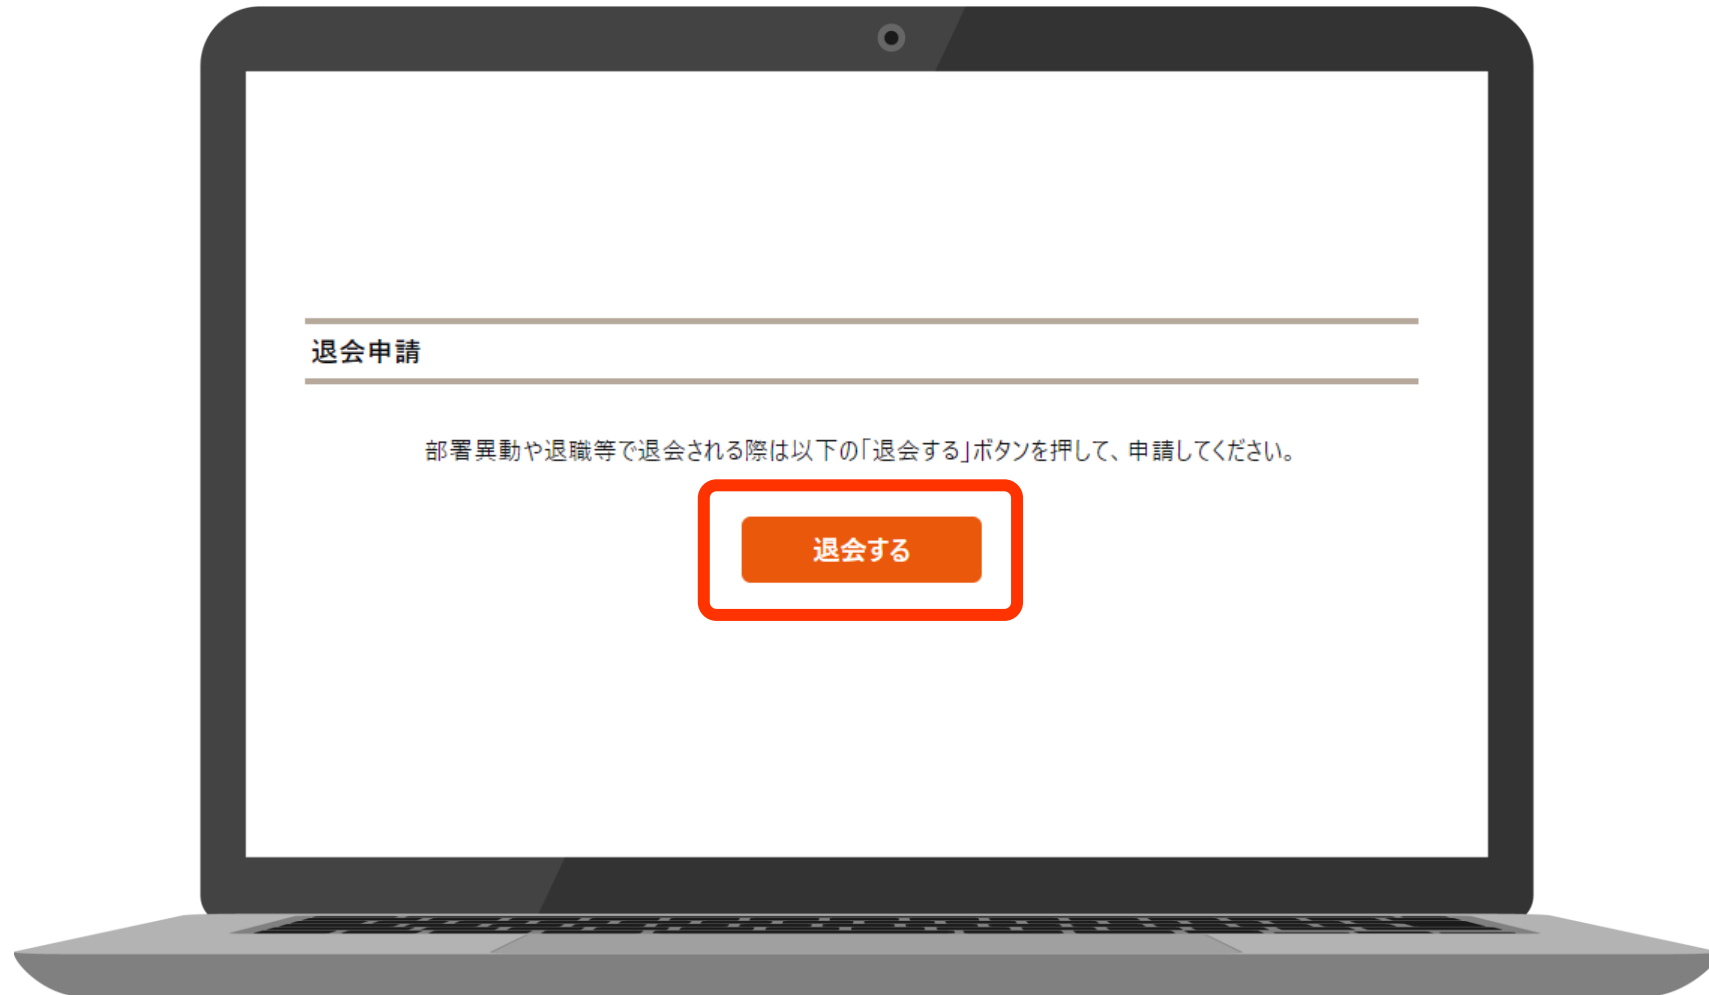 退会申請
部署異動や退職等で退会される際は以下の「退会する」ボタンを押して、申請してください。
退会する